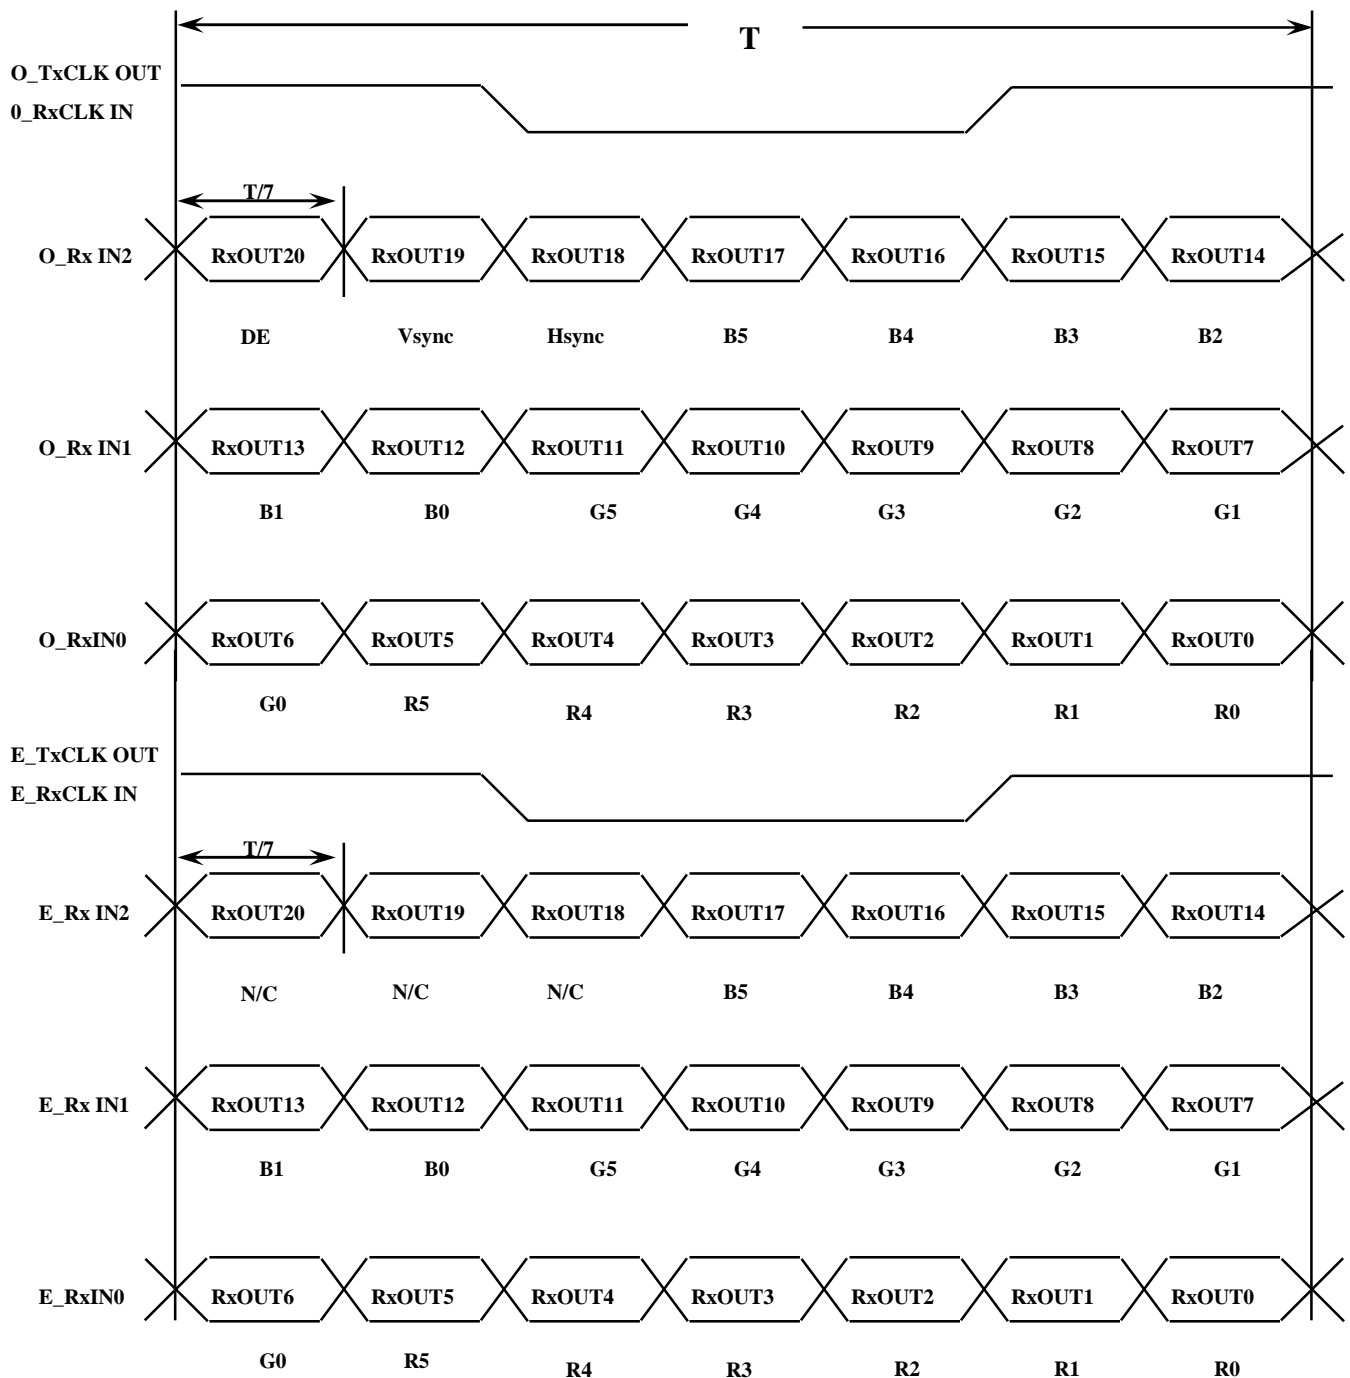 T
O_TxCLK OUT
0_RxCLK IN
T/7
O_Rx IN2 RxOUT20 RxOUT19 RxOUT18 RxOUT17 RxOUT16 RxOUT15 RxOUT14
DE Vsync Hsync B5 B4 B3 B2
O_Rx IN1 RxOUT13 RxOUT12 RxOUT11 RxOUT10 RxOUT9 RxOUT8 RxOUT7
B1 B0 G5 G4 G3 G2 G1
O_RxIN0 RxOUT6 RxOUT5 RxOUT4 RxOUT3 RxOUT2 RxOUT1 RxOUT0
G0 R5 R4 R3 R2 R1 R0
E_TxCLK OUT
E_RxCLK IN
T/7
E_Rx IN2 RxOUT20 RxOUT19 RxOUT18 RxOUT17 RxOUT16 RxOUT15 RxOUT14
N/C N/C N/C B5 B4 B3 B2
E_Rx IN1 RxOUT13 RxOUT12 RxOUT11 RxOUT10 RxOUT9 RxOUT8 RxOUT7
B1 B0 G5 G4 G3 G2 G1
E_RxIN0 RxOUT6 RxOUT5 RxOUT4 RxOUT3 RxOUT2 RxOUT1 RxOUT0
G0 R5 R4 R3 R2 R1 R0